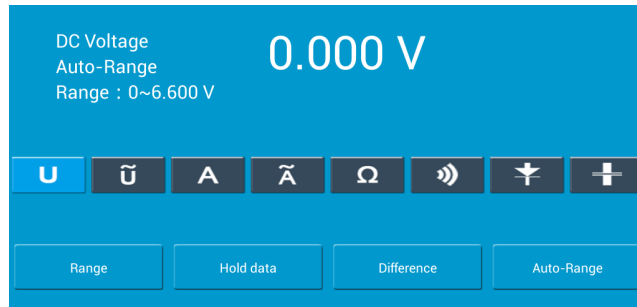 DC Voltage
Auto-Range
Range : 0~6.600 V
0.000 V
U Ũ A Ã Ω
Range Hold data Difference Auto-Range